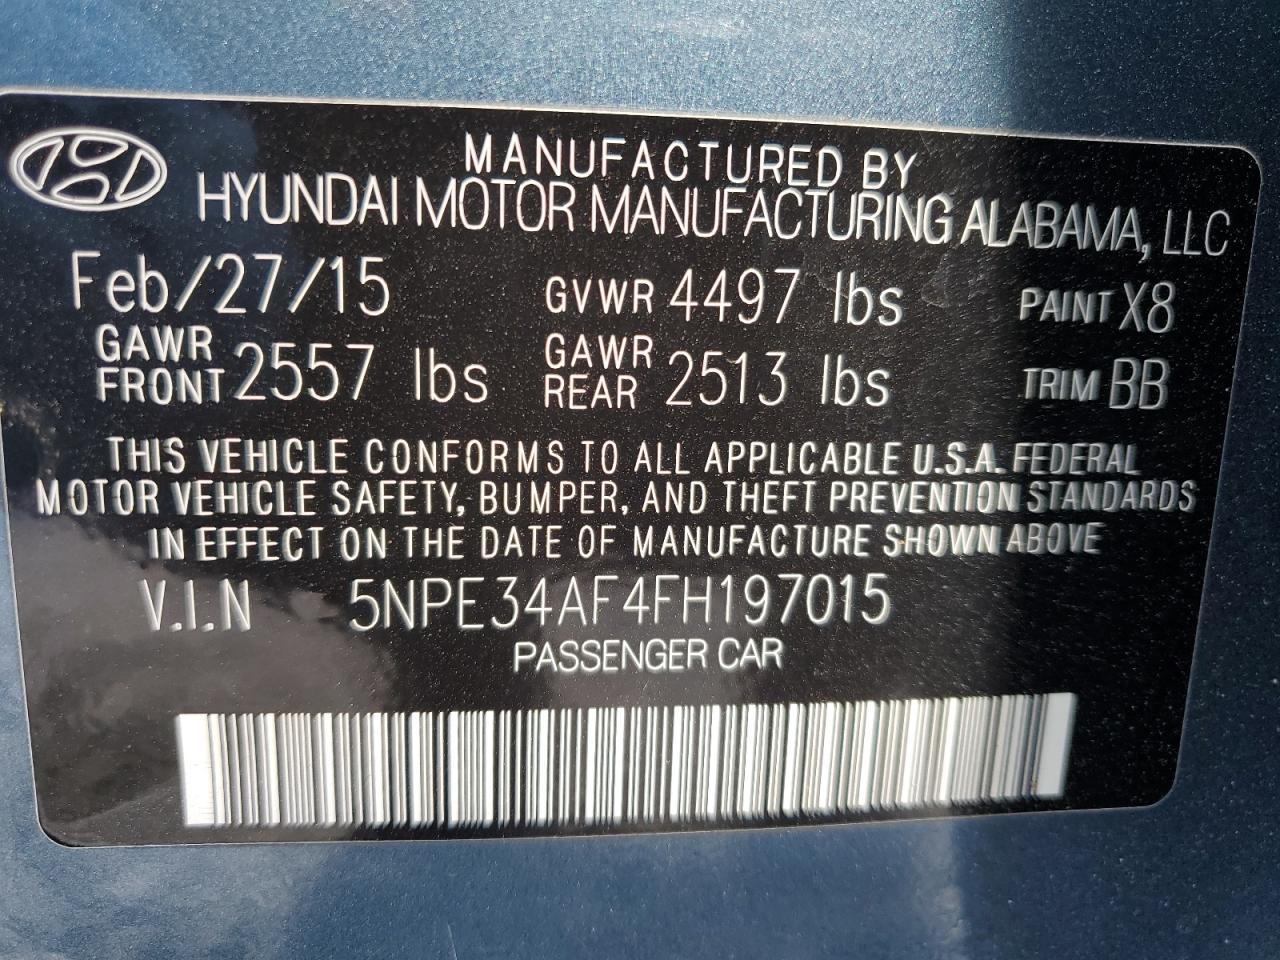 MANUFACTURED BY
HYUNDAI MOTOR MANUFACTURING ALABAMA, LLC
Feb/27/15 GVWR 4497 lbs PAINT X8
GAWR FRONT 2557 lbs GAWR REAR 2513 lbs TRIM BB
THIS VEHICLE CONFORMS TO ALL APPLICABLE U.S.A. FEDERAL
MOTOR VEHICLE SAFETY, BUMPER, AND THEFT PREVENTION STANDARDS
IN EFFECT ON THE DATE OF MANUFACTURE SHOWN ABOVE
V.I.N 5NPE34AF4FH197015
PASSENGER CAR